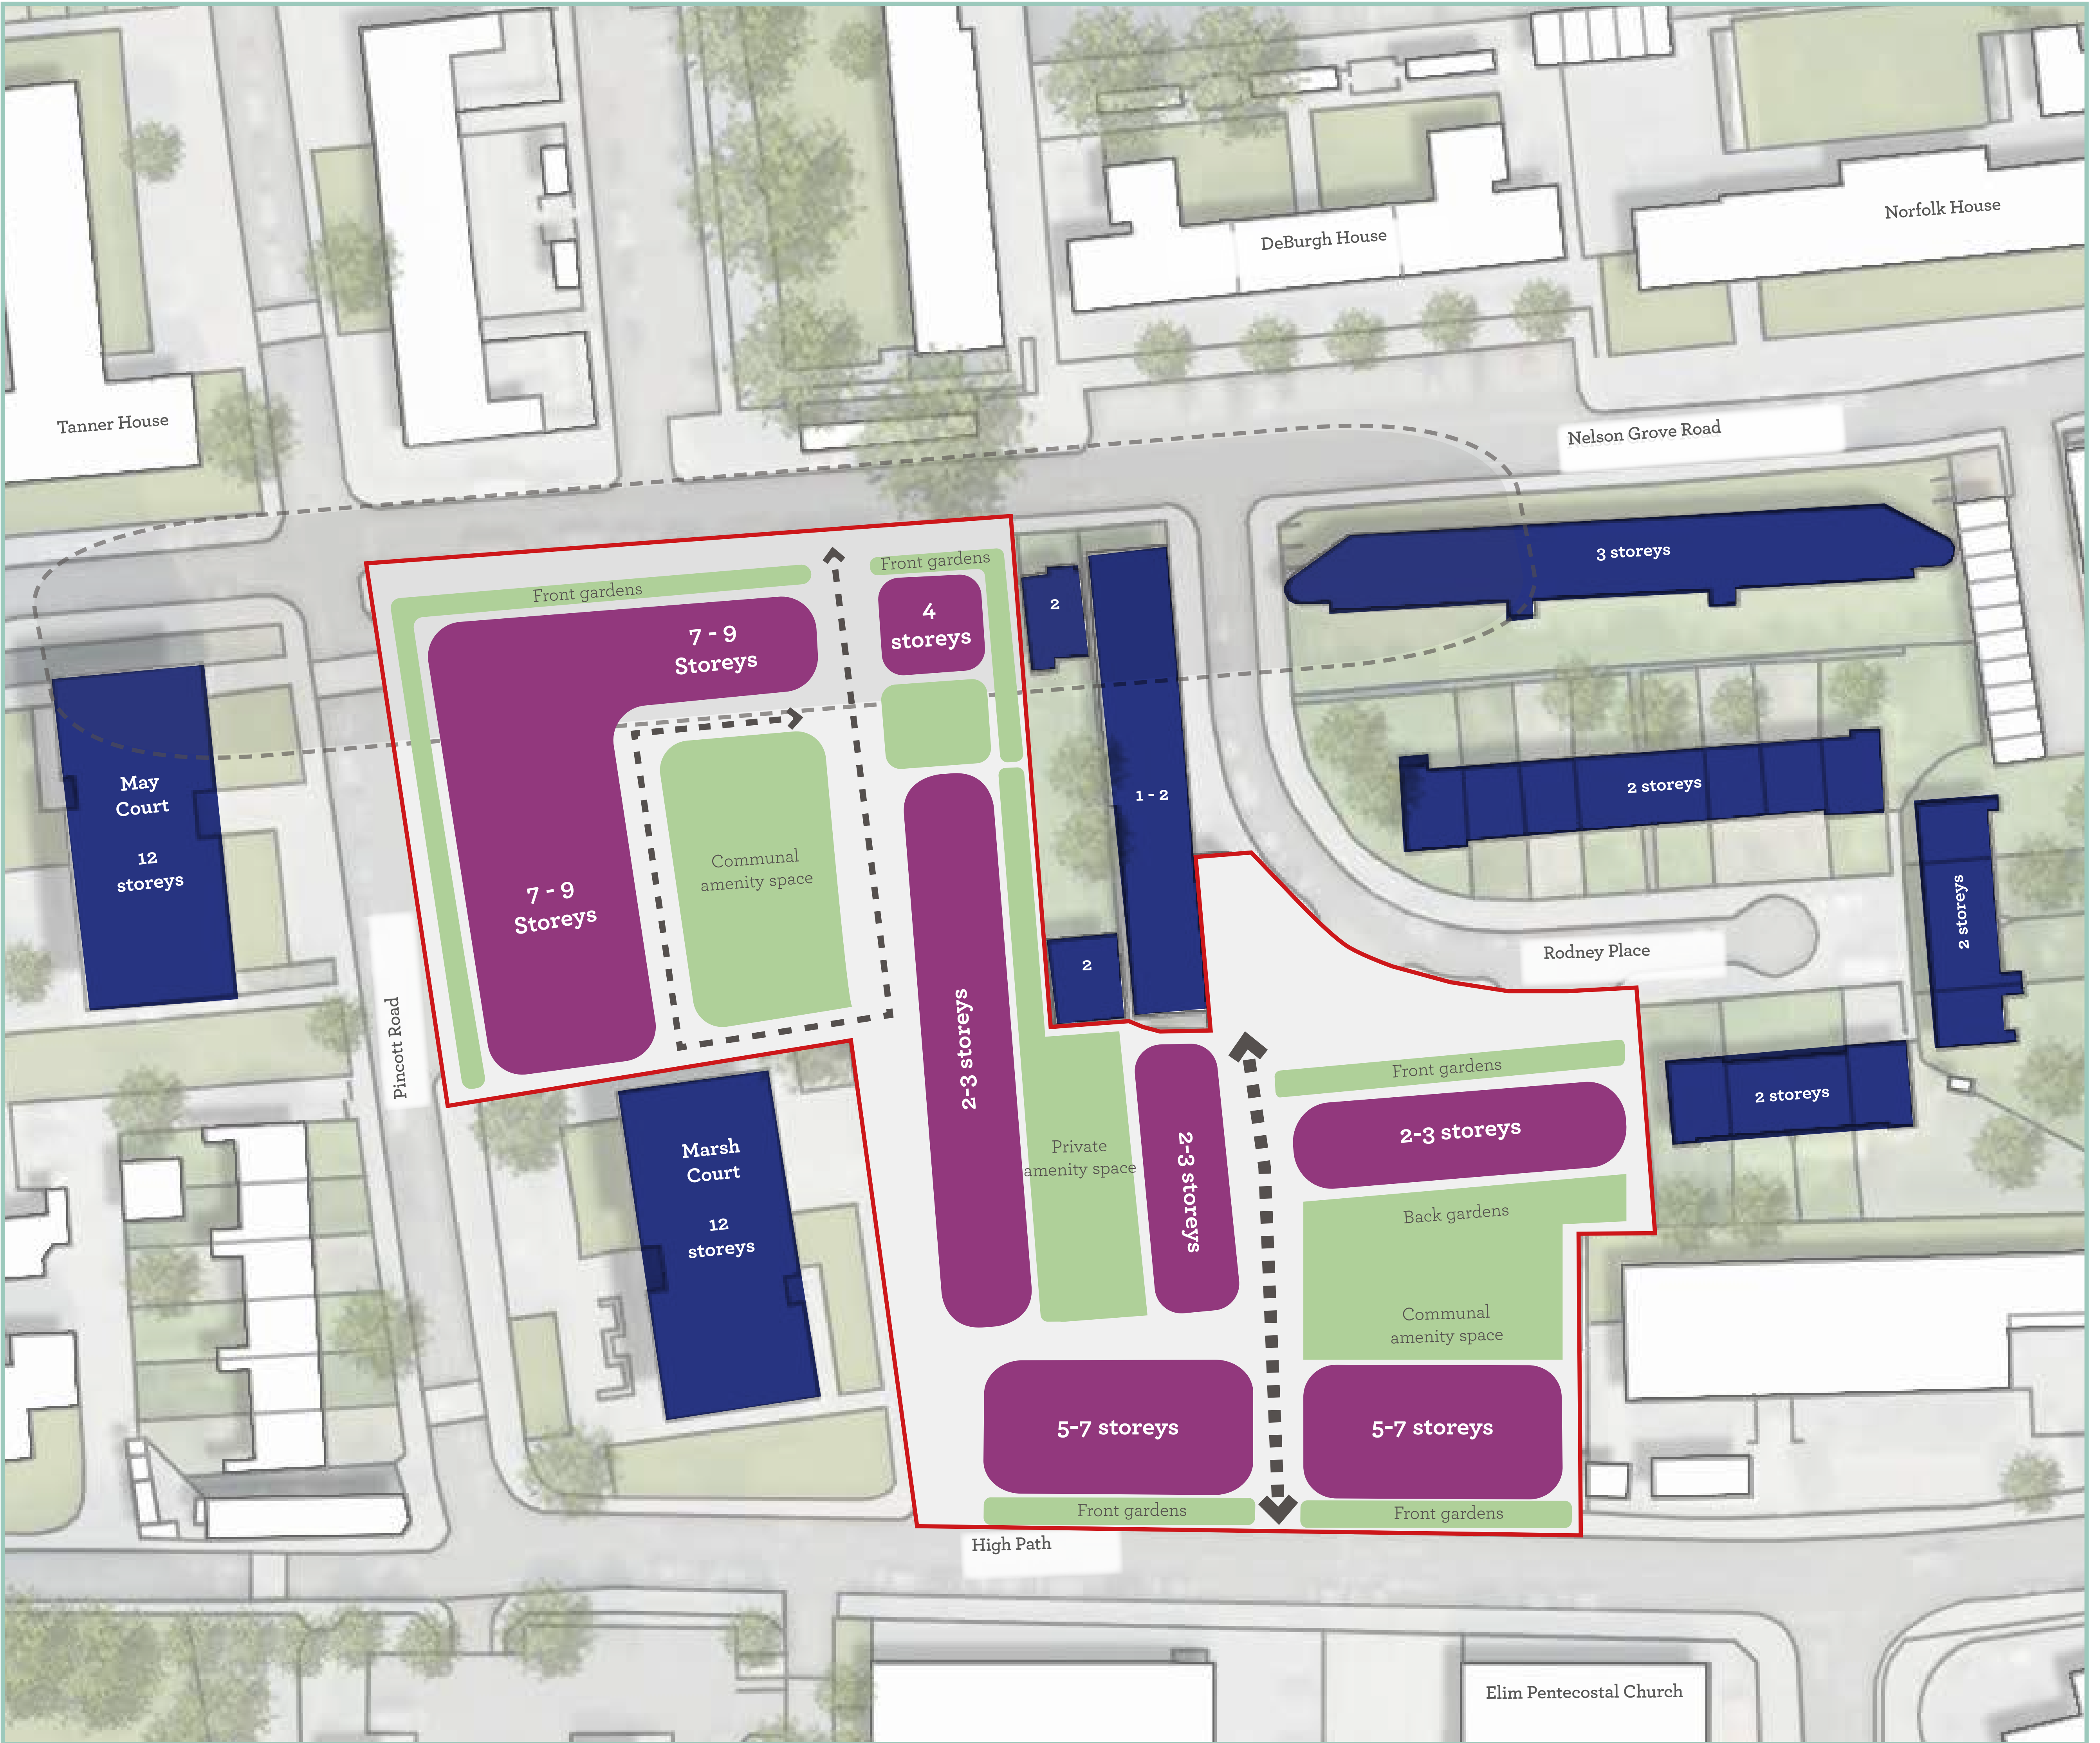 Norfolk House
DeBurgh House
Tanner House
Nelson Grove Road
Front gardens
Front gardens
7 - 9
Storeys
4
storeys
2
3 storeys
May
Court
12
storeys
7 - 9
Storeys
Communal
amenity space
1 - 2
2 storeys
2 storeys
2
Rodney Place
Pincott Road
2-3 storeys
Front gardens
2 storeys
2-3 storeys
Marsh
Court
12
storeys
Private
amenity space
2-3 storeys
Back gardens
Communal
amenity space
5-7 storeys
5-7 storeys
Front gardens
Front gardens
High Path
Elim Pentecostal Church